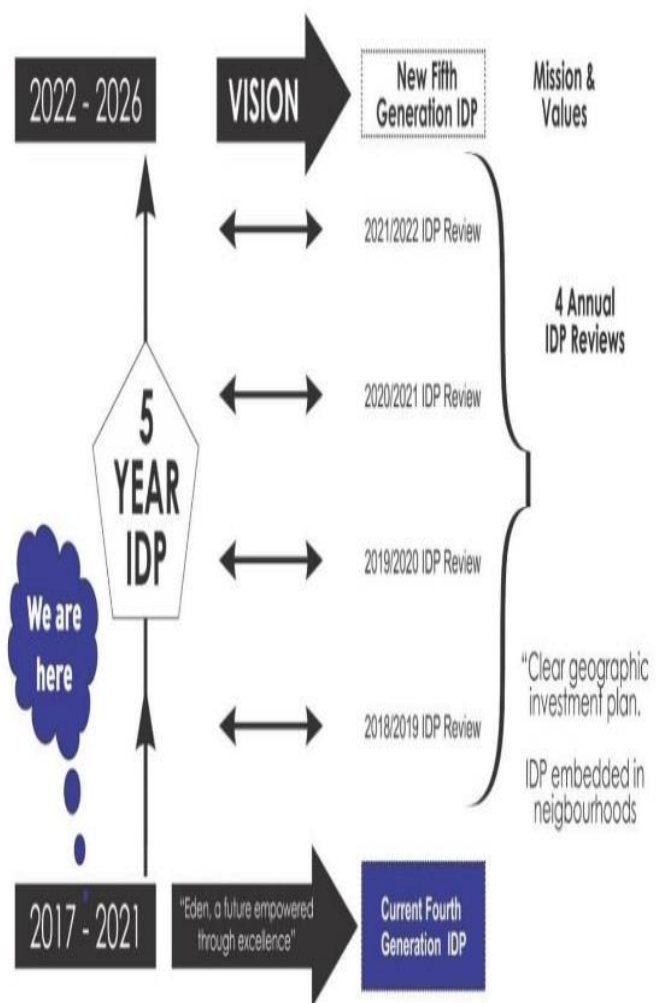 2022 - 2026
VISION
New Fifth
Generation IDP
Mission &
Values
2021/2022 IDP Review
4 Annual
IDP Reviews
2020/2021 IDP Review
5
YEAR
IDP
2019/2020 IDP Review
We are
here
"Clear geographic
investment plan.
2018/2019 IDP Review
IDP embedded in
neigbourhoods
2017 - 2021
"Eden, a future empowered
through excellence"
Current Fourth
Generation IDP